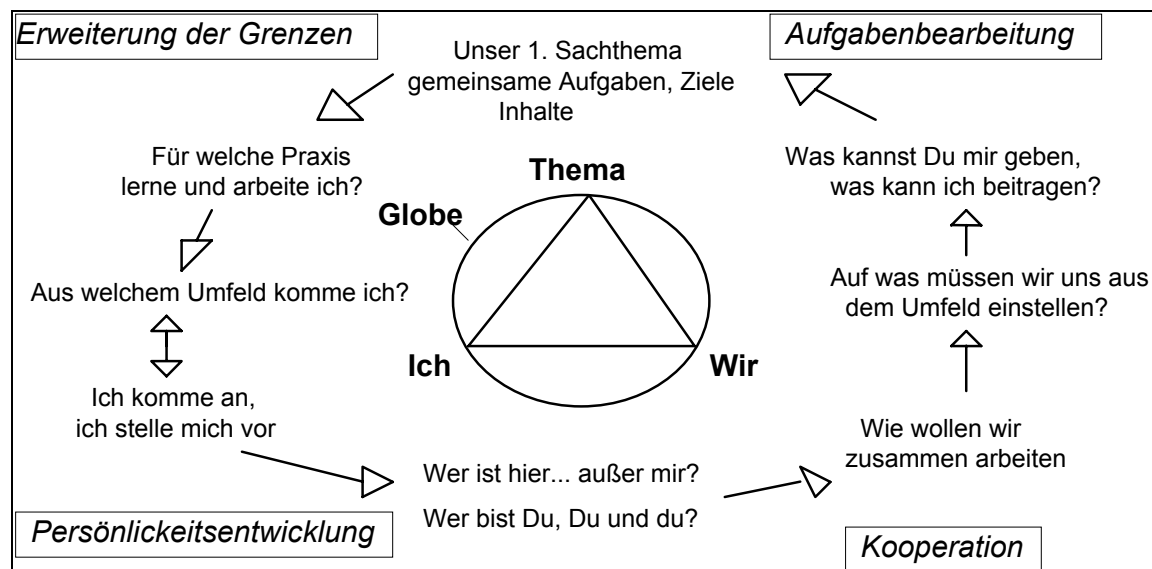 Erweiterung der Grenzen
Aufgabenbearbeitung
Unser 1. Sachthema
gemeinsame Aufgaben, Ziele
Inhalte
Für welche Praxis
lerne und arbeite ich?
Was kannst Du mir geben,
was kann ich beitragen?
Thema
Globe
Aus welchem Umfeld komme ich?
Auf was müssen wir uns aus
dem Umfeld einstellen?
Ich
Wir
Ich komme an,
ich stelle mich vor
Wie wollen wir
zusammen arbeiten
Wer ist hier... außer mir?
Wer bist Du, Du und du?
Persönlickeitsentwicklung
Kooperation